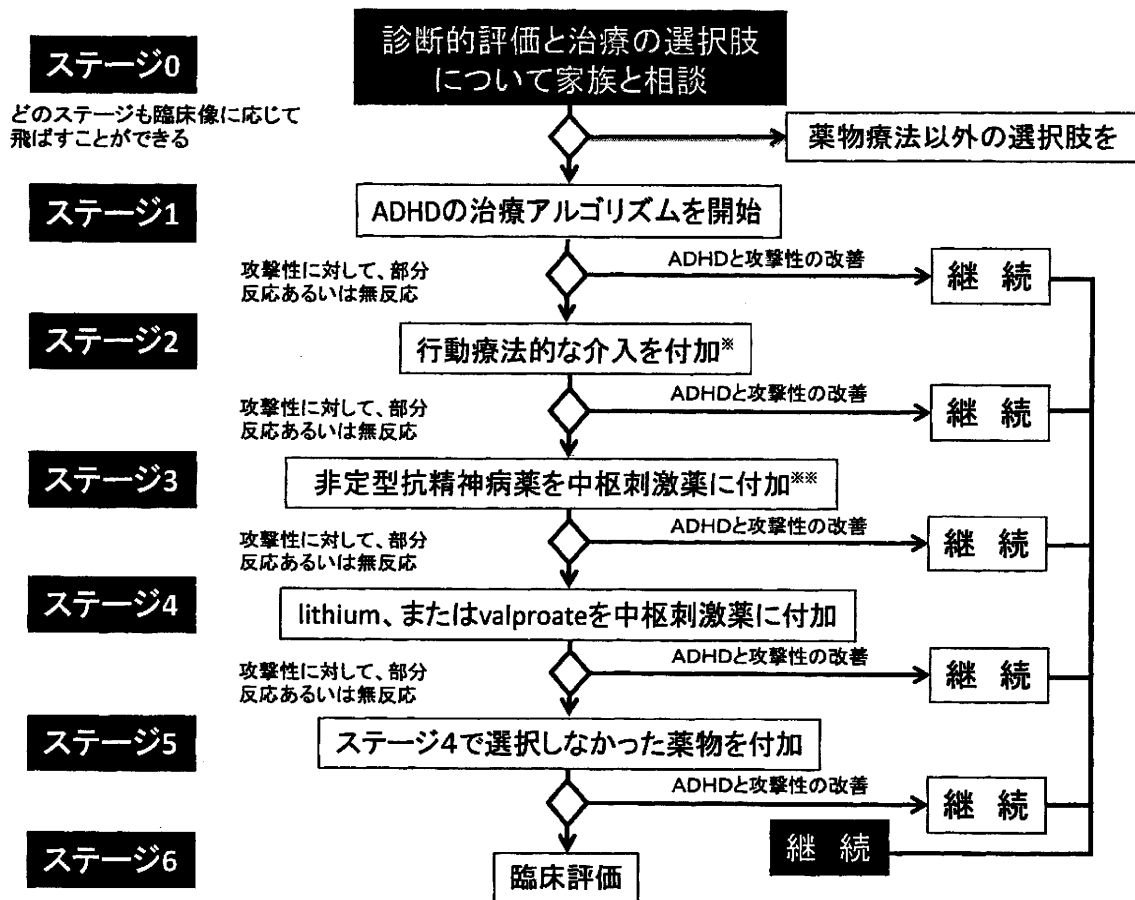 ステージ0
診断的評価と治療の選択肢
について家族と相談
どのステージも臨床像に応じて
飛ばすことができる
薬物療法以外の選択肢を
ステージ1
ADHDの治療アルゴリズムを開始
攻撃性に対して、部分
反応あるいは無反応
ADHDと攻撃性の改善
継 続
ステージ2
行動療法的な介入を付加※
攻撃性に対して、部分
反応あるいは無反応
ADHDと攻撃性の改善
継 続
ステージ3
非定型抗精神病薬を中枢刺激薬に付加※※
攻撃性に対して、部分
反応あるいは無反応
ADHDと攻撃性の改善
継 続
ステージ4
lithium、またはvalproateを中枢刺激薬に付加
攻撃性に対して、部分
反応あるいは無反応
ADHDと攻撃性の改善
継 続
ステージ5
ステージ4で選択しなかった薬物を付加
ADHDと攻撃性の改善
継 続
ステージ6
継 続
臨床評価